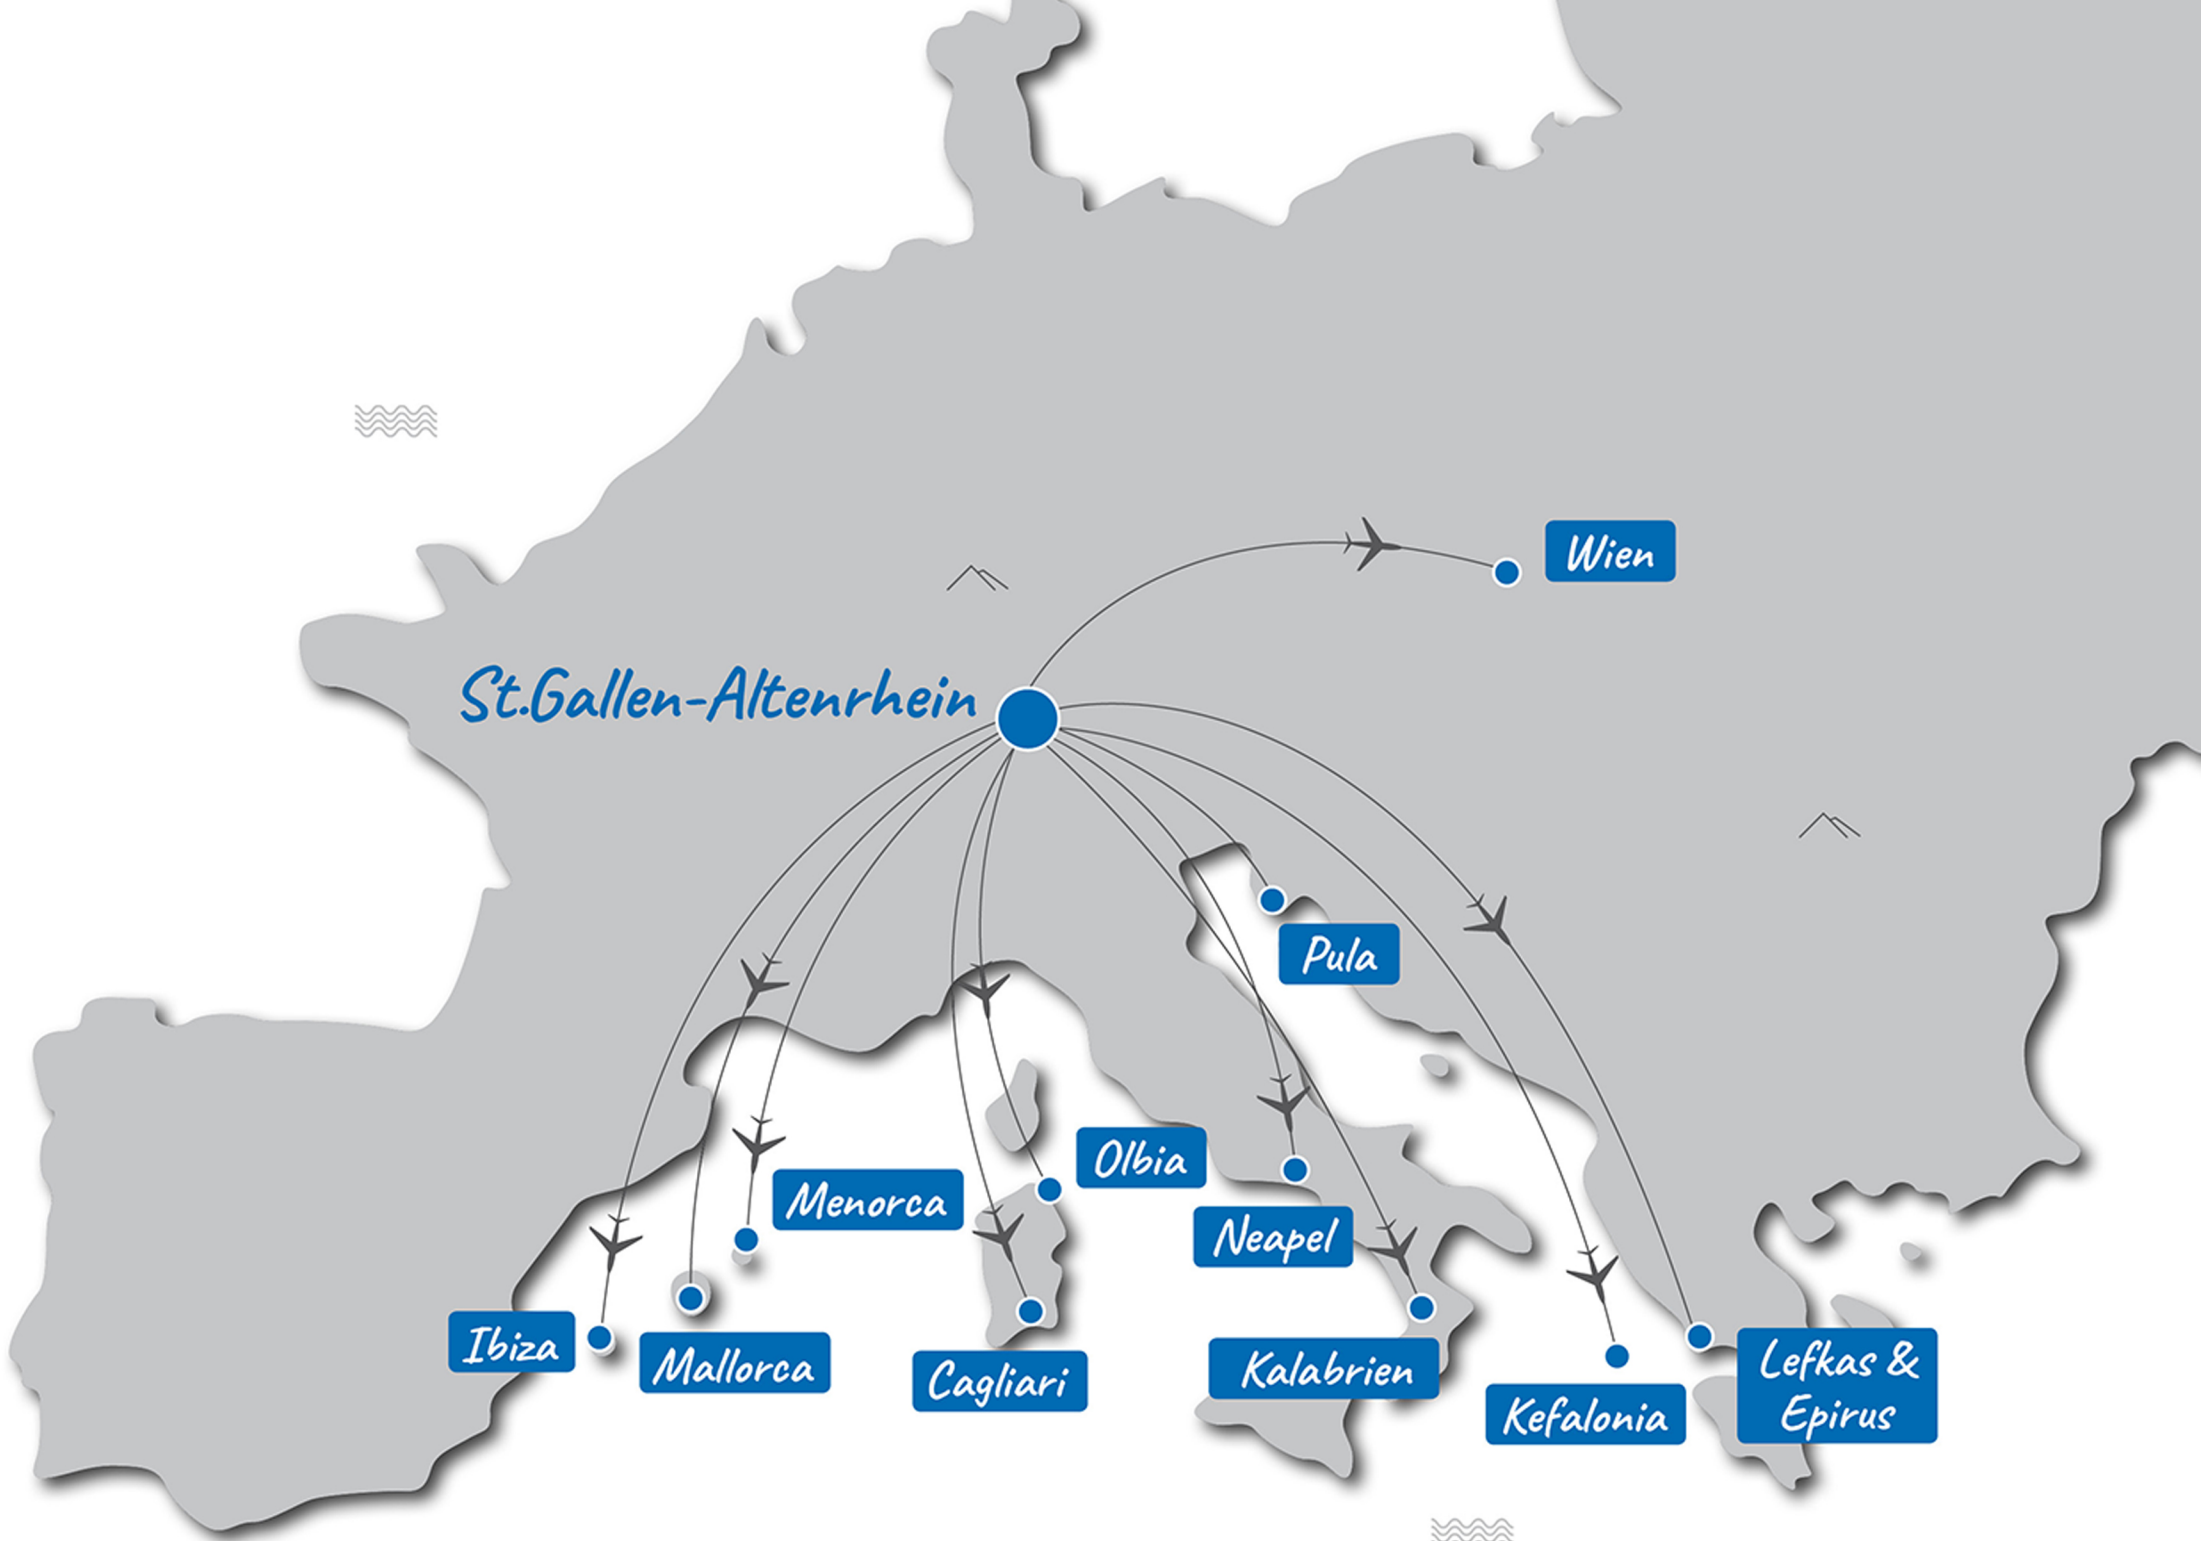 Wien
St.Gallen-Altenrhein
Pula
Olbia
Menorca
Neapel
Ibiza
Mallorca
Cagliari
Kalabrien
Kefalonia
Lefkas &
Epirus